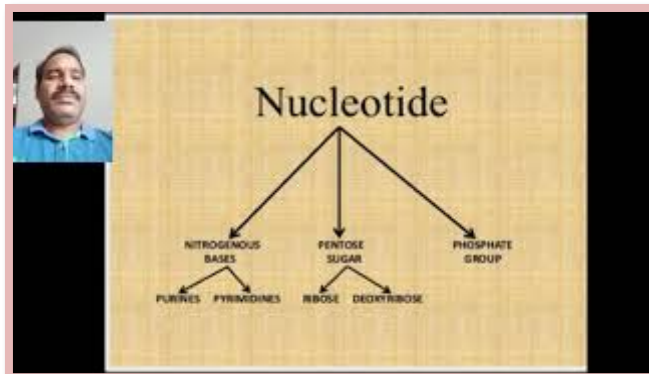 Nucleotide
NITROGENOUS
BASES
PENTOSE
SUGAR
PHOSPHATE
GROUP
PURINES PYRIMIDINES RIBOSE DEOXYRIBOSE